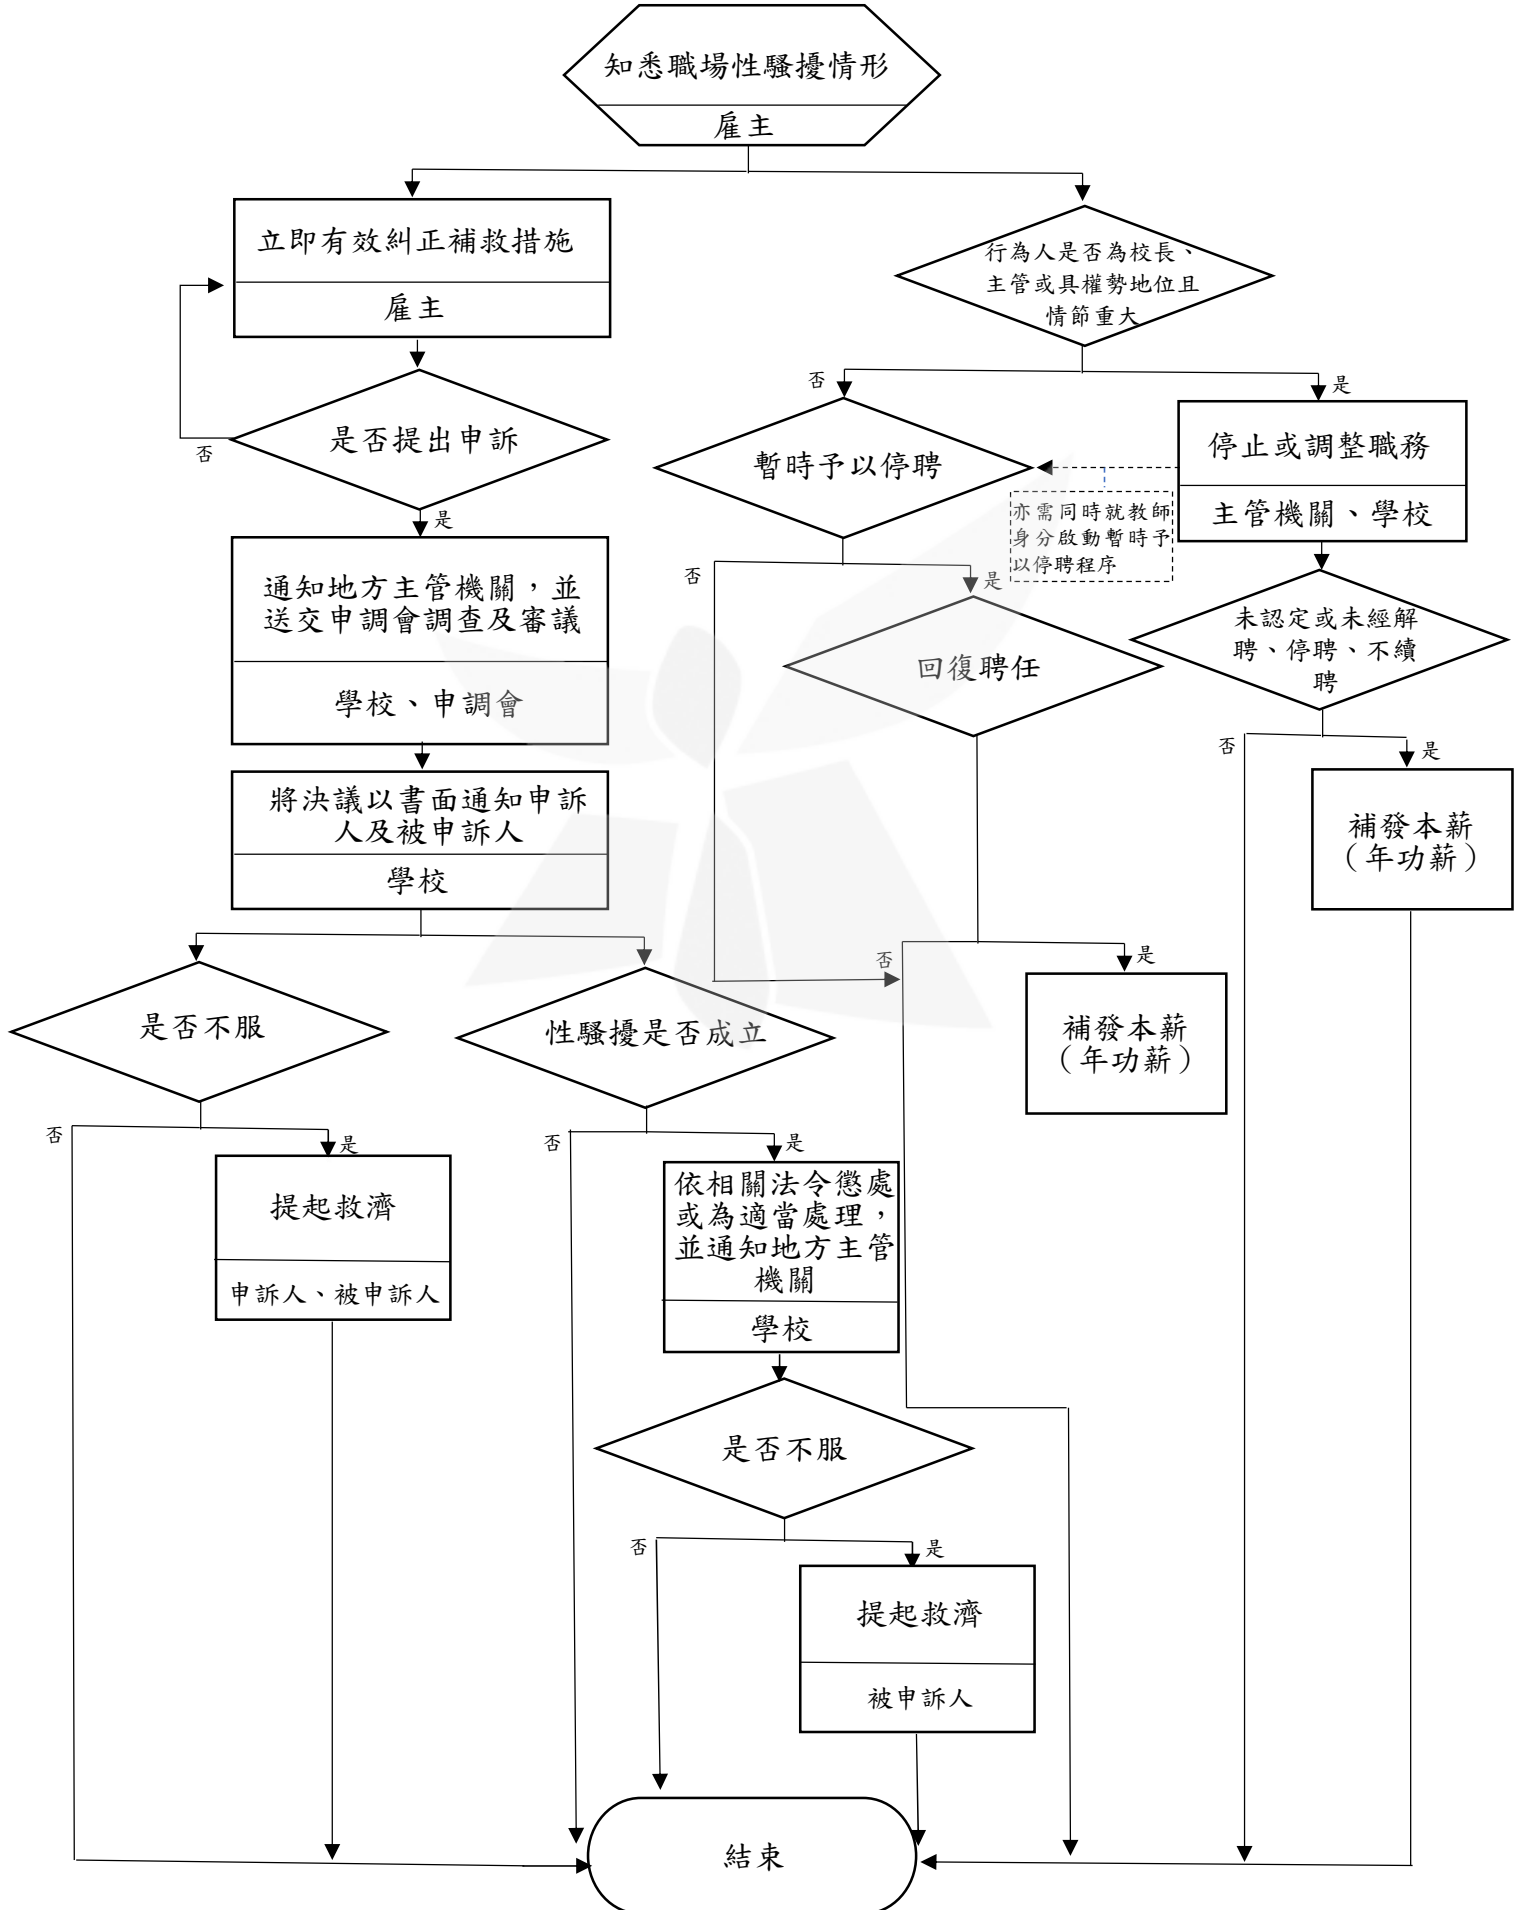 知悉職場性騷擾情形
雇主
立即有效糾正補救措施
雇主
行為人是否為校長、
主管或具權勢地位且
情節重大
否
是
是否提出申訴
否
是
暫時予以停聘
停止或調整職務
主管機關、學校
亦需同時就教師
身分啟動暫時予
以停聘程序
否
是
通知地方主管機關，並
送交申調會調查及審議
學校、申調會
回復聘任
未認定或未經解
聘、停聘、不續
聘
否
是
將決議以書面通知申訴
人及被申訴人
學校
補發本薪
（年功薪）
否
是
是否不服
性騷擾是否成立
補發本薪
（年功薪）
否
是
否
是
提起救濟
申訴人、被申訴人
依相關法令懲處
或為適當處理，
並通知地方主管
機關
學校
是否不服
否
是
提起救濟
被申訴人
結束